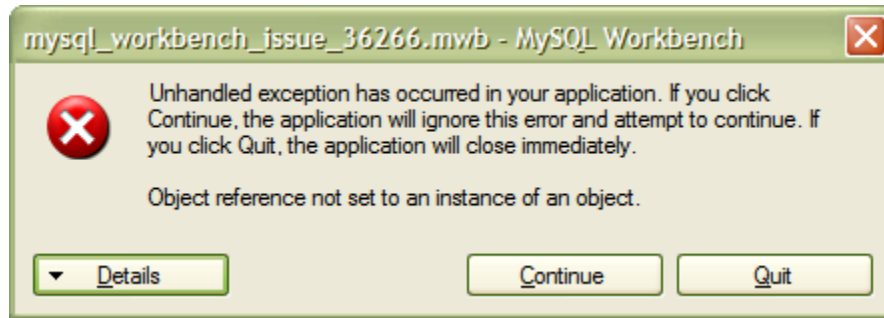 mysql_workbench_issue_36266.mwb - MySQL Workbench
Unhandled exception has occurred in your application. If you click
Continue, the application will ignore this error and attempt to continue. If
you click Quit, the application will close immediately.
Object reference not set to an instance of an object.
Details
Continue
Quit